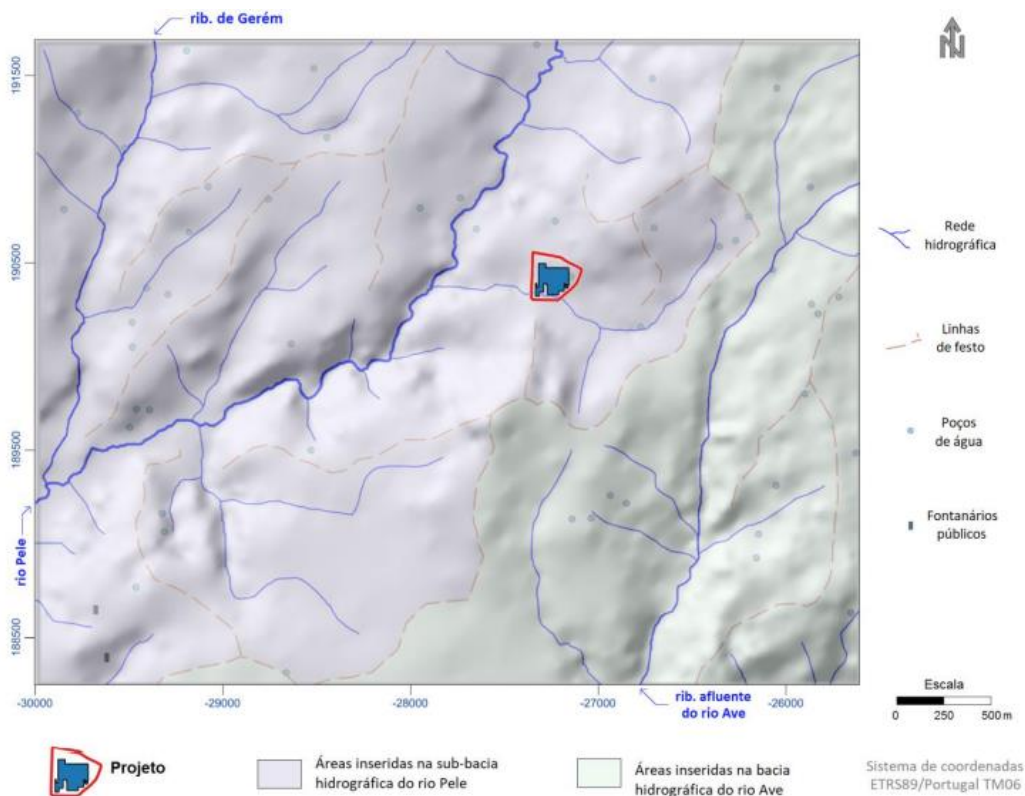 rib. de Gerém
N
191500
190500
189500
188500
rio Pele
-30000
-29000
-28000
-27000
-26000
rib. afluente
do rio Ave
Rede
hidrográfica
Linhas
de festo
Poços
de água
Fontanários
públicos
Escala
0 250 500 m
Projeto
Áreas inseridas na sub-bacia
hidrográfica do rio Pele
Áreas inseridas na bacia
hidrográfica do rio Ave
Sistema de coordenadas
ETRS89/Portugal TM06